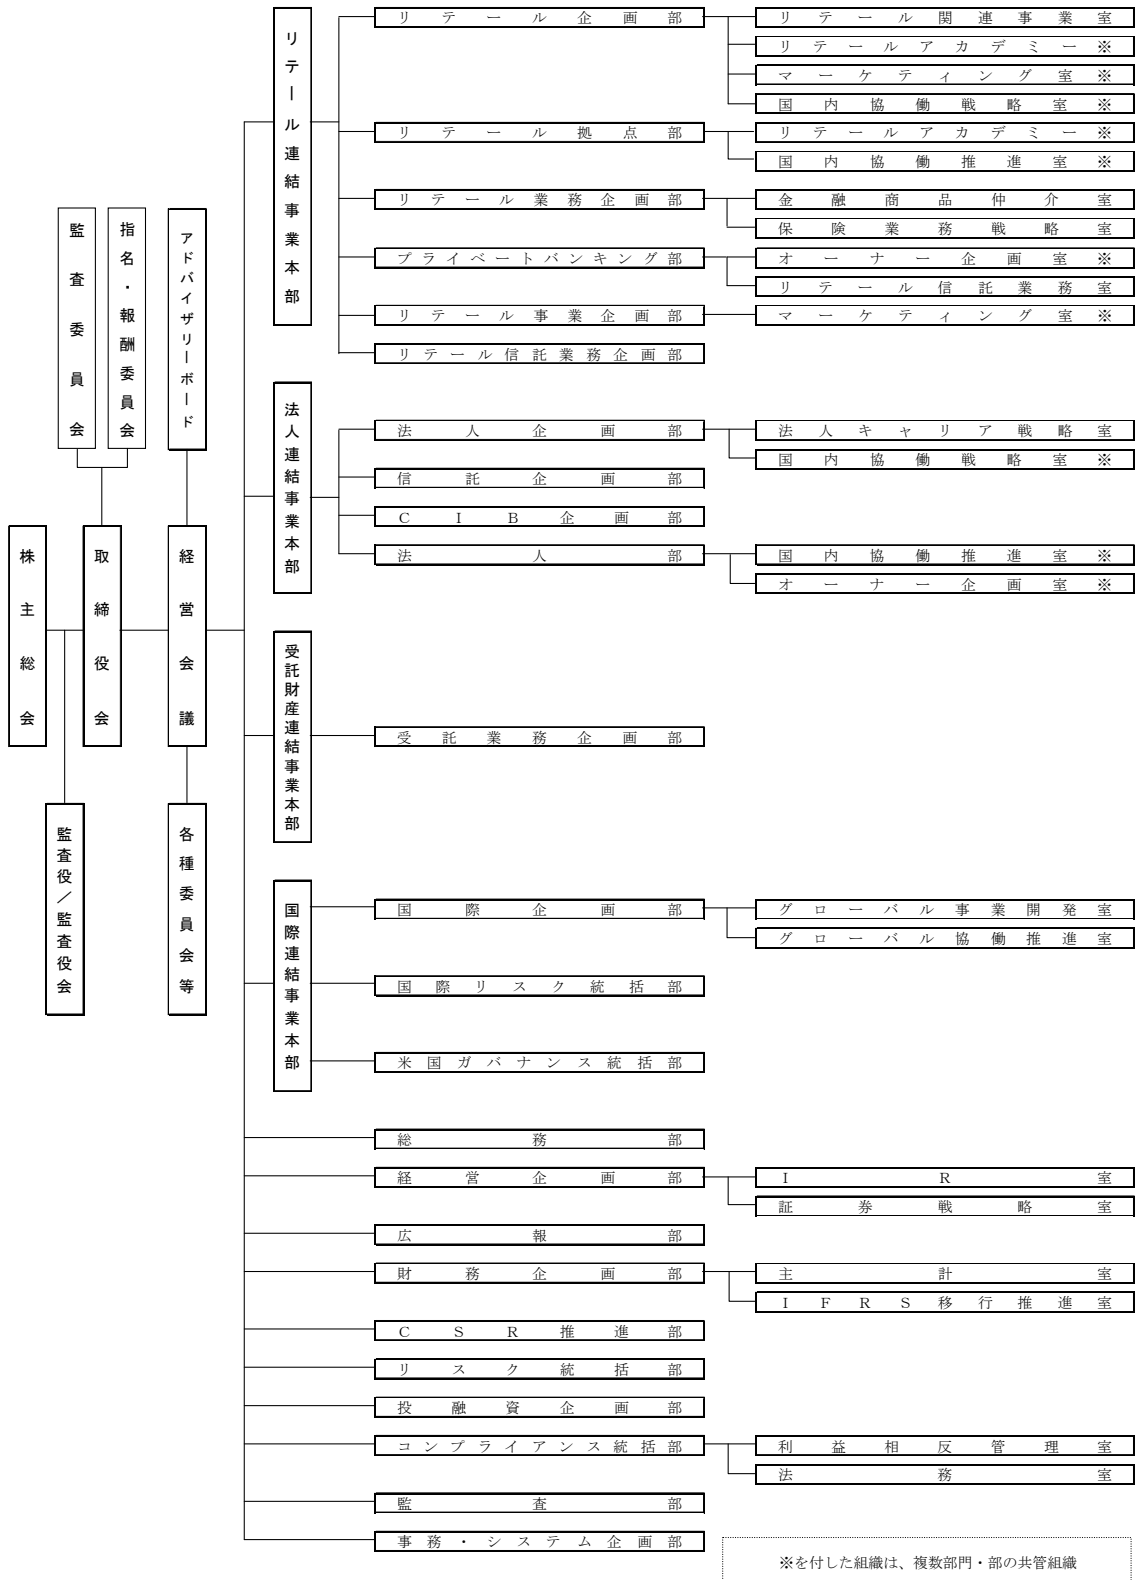 株主総会
監査役／監査役会
取締役会
監査委員会
指名・報酬委員会
経営会議
アドバイザリーボード
各種委員会等
リテール連結事業本部
リテール企画部
リテール関連事業室
リテールアカデミー※
マーケティング室※
国内協働戦略室※
リテール拠点部
リテールアカデミー※
国内協働推進室※
リテール業務企画部
金融商品仲介室
保険業務戦略室
プライベートバンキング部
オーナー企画室※
リテール信託業務室
リテール事業企画部
マーケティング室※
リテール信託業務企画部
法人連結事業本部
法人企画部
法人キャリア戦略室
国内協働戦略室※
信託企画部
CIB企画部
法人部
国内協働推進室※
オーナー企画室※
受託財産連結事業本部
受託業務企画部
国際連結事業本部
国際企画部
グローバル事業開発室
グローバル協働推進室
国際リスク統括部
米国ガバナンス統括部
総務部
経営企画部
IR室
証券戦略室
広報部
財務企画部
主計室
IFRS移行推進室
CSR推進部
リスク統括部
投融資企画部
コンプライアンス統括部
利益相反管理室
法務室
監査部
事務・システム企画部
※を付した組織は、複数部門・部の共管組織